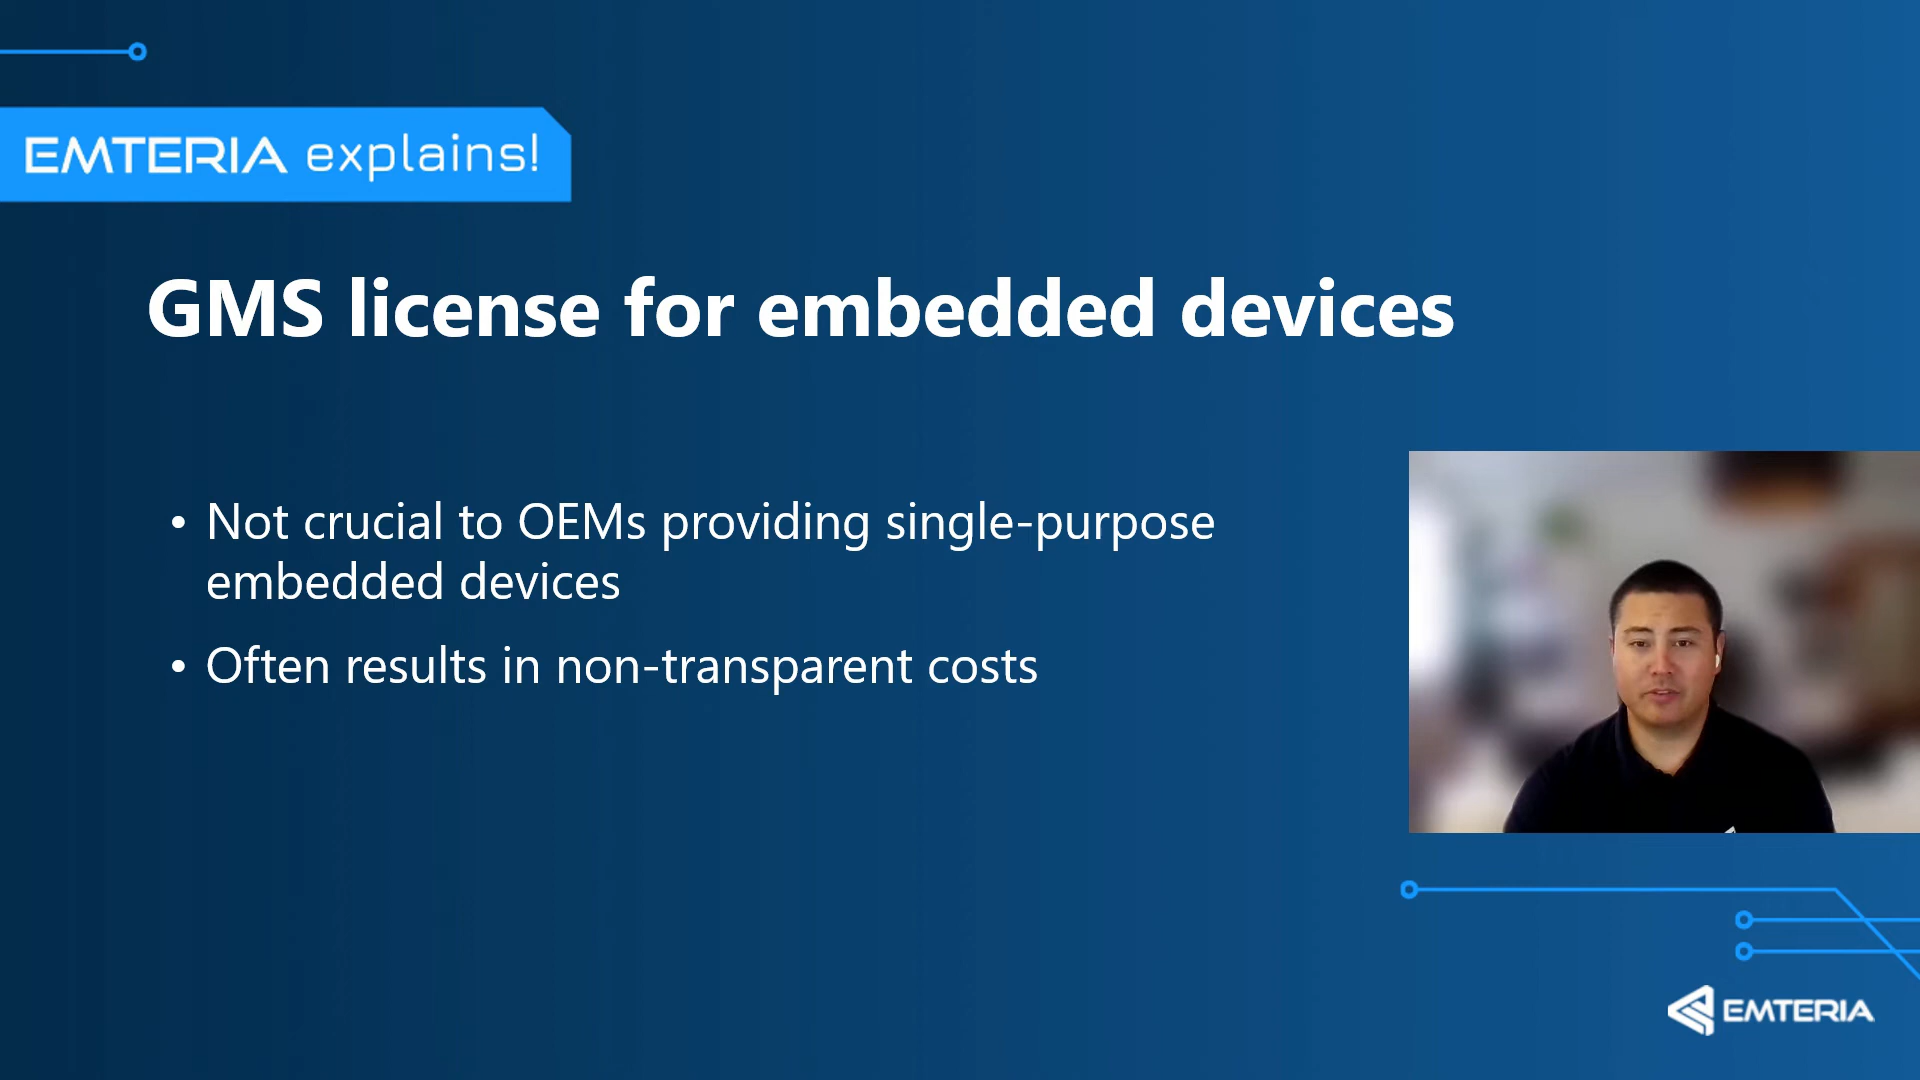 EMTERIA explains!
GMS license for embedded devices
• Not crucial to OEMs providing single-purpose
embedded devices
• Often results in non-transparent costs
EMTERIA